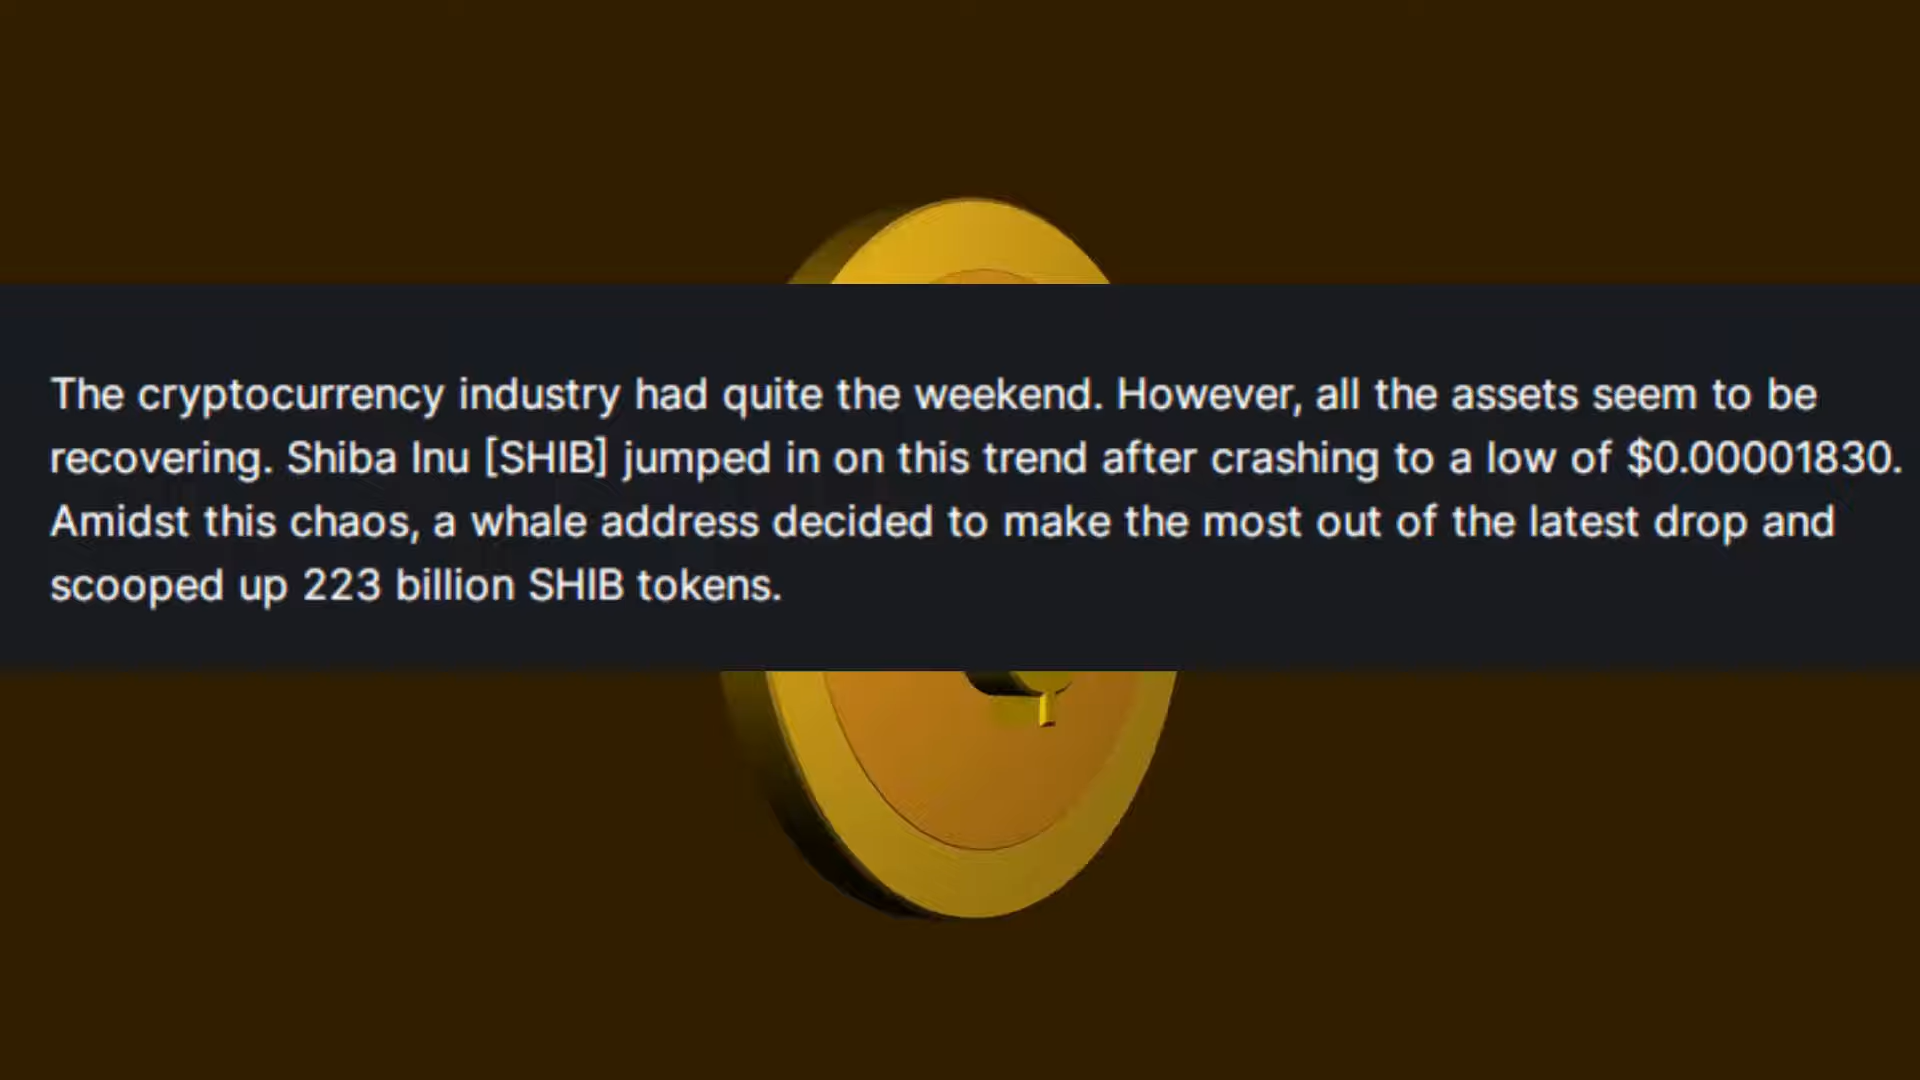 The cryptocurrency industry had quite the weekend. However, all the assets seem to be
recovering. Shiba Inu [SHIB] jumped in on this trend after crashing to a low of $0.00001830.
Amidst this chaos, a whale address decided to make the most out of the latest drop and
scooped up 223 billion SHIB tokens.